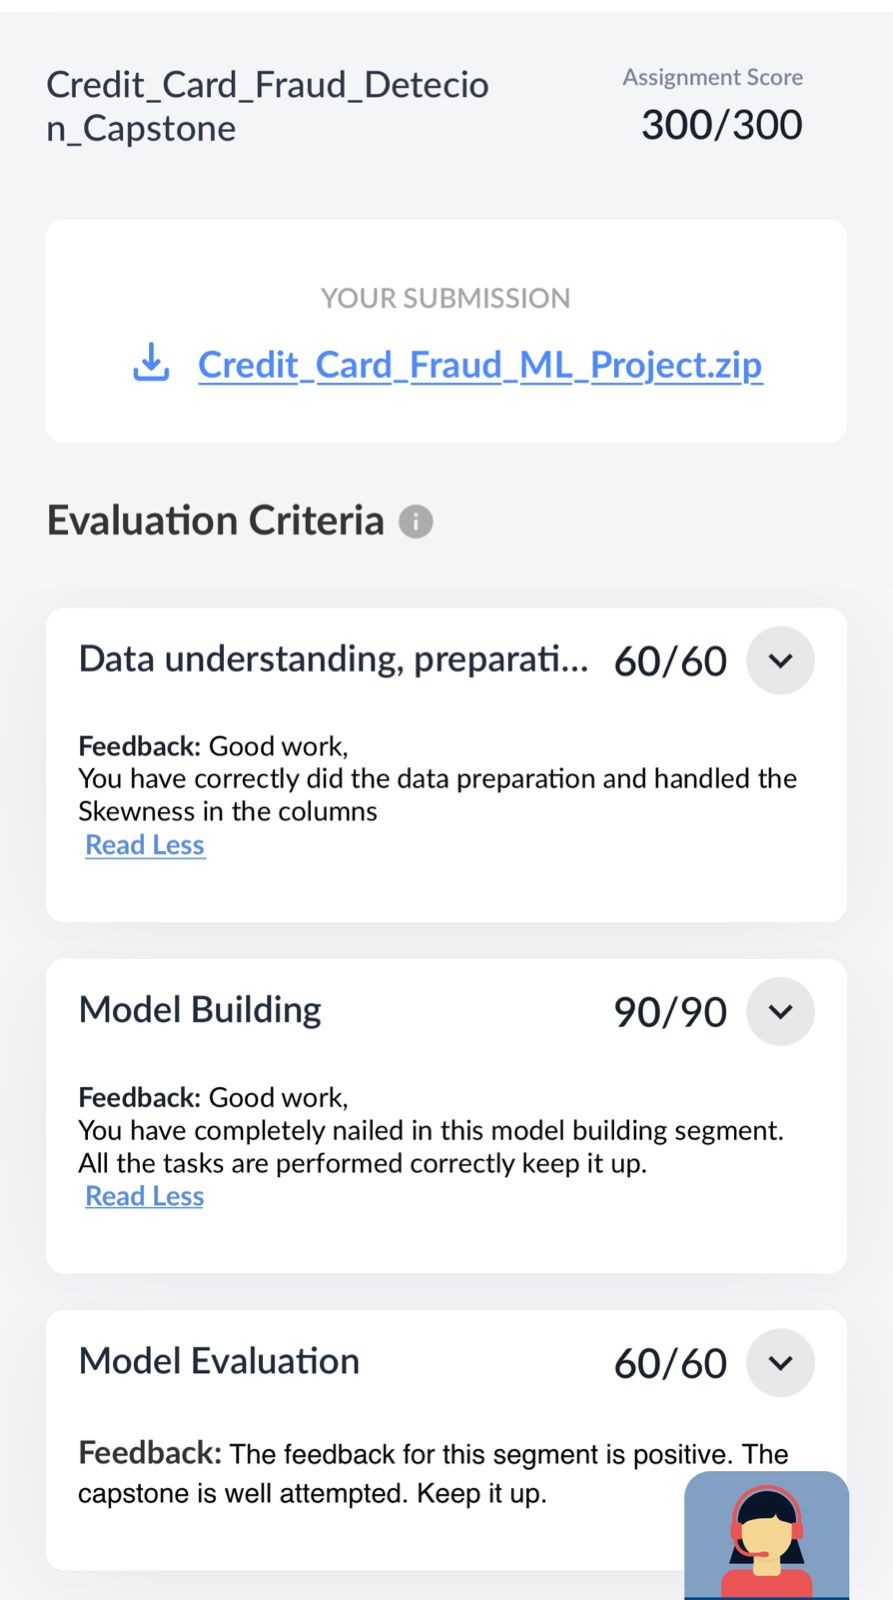 Credit_Card_Fraud_Detecio
n_Capstone
Assignment Score
300/300
YOUR SUBMISSION
Credit_Card_Fraud_ML_Project.zip
Evaluation Criteria
Data understanding, preparati... 60/60
Feedback: Good work,
You have correctly did the data preparation and handled the
Skewness in the columns
Read Less
Model Building 90/90
Feedback: Good work,
You have completely nailed in this model building segment.
All the tasks are performed correctly keep it up.
Read Less
Model Evaluation 60/60
Feedback: The feedback for this segment is positive. The
capstone is well attempted. Keep it up.